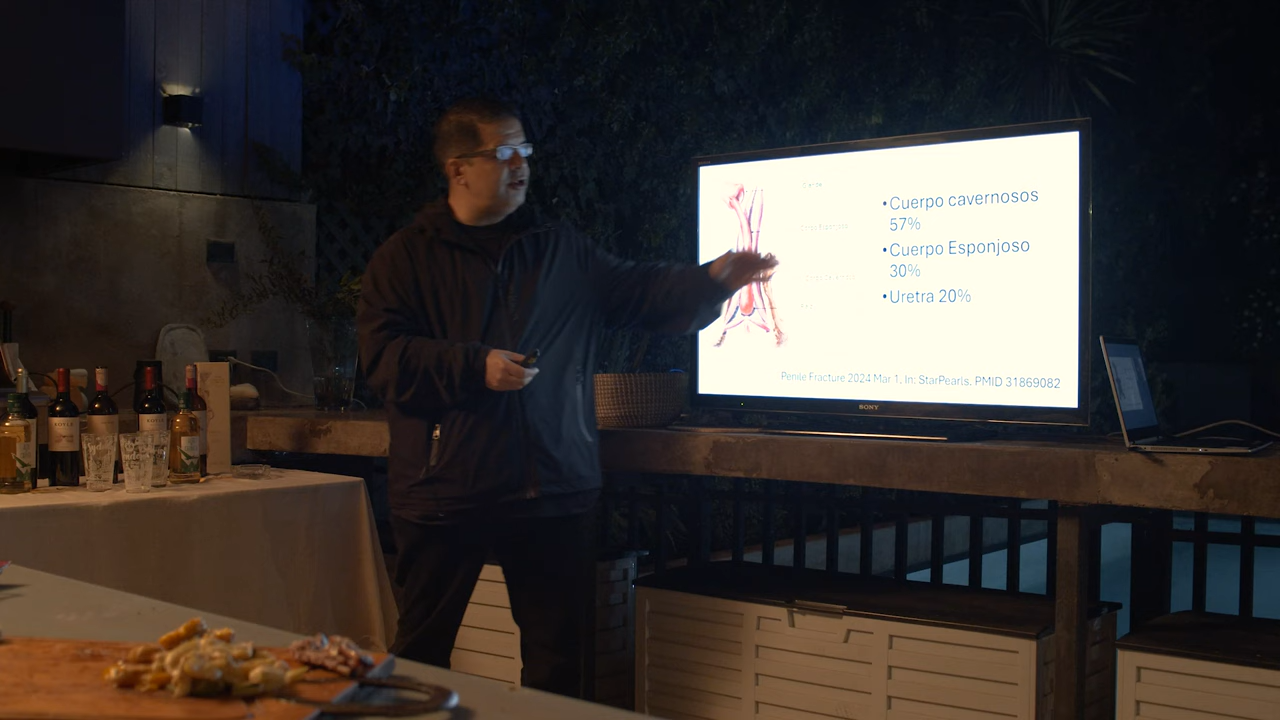 •Cuerpo cavernosos
57%
•Cuerpo Esponjoso
30%
•Uretra 20%
Penile Fracture 2024 Mar 1, In: StarPearls. PMID 31869082
SONY